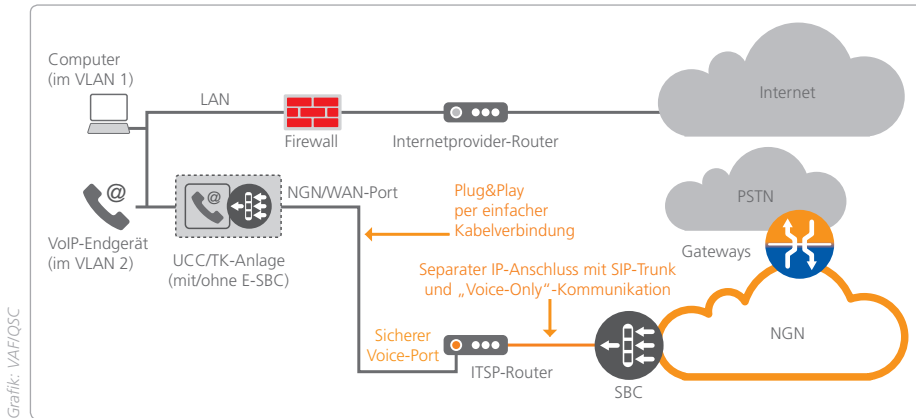 Computer
(im VLAN 1)
LAN
Firewall
Internetprovider-Router
Internet
@
VoIP-Endgerät
(im VLAN 2)
@
UCC/TK-Anlage
(mit/ohne E-SBC)
NGN/WAN-Port
Plug&Play
per einfacher
Kabelverbindung
PSTN
Gateways
Separater IP-Anschluss mit SIP-Trunk
und „Voice-Only“-Kommunikation
Sicherer
Voice-Port
ITSP-Router
SBC
NGN
Grafik: VAF/QSC